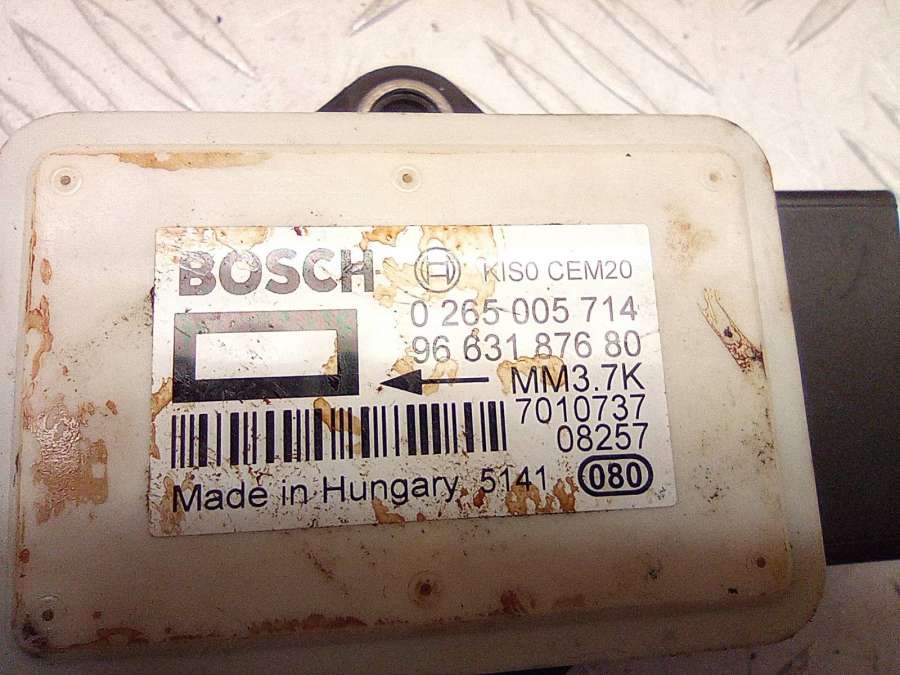 BOSCH KIS0 CEM20
0 265 005 714
96 631 876 80
MM3.7K
7010737
08257
Made in Hungary 5141 080